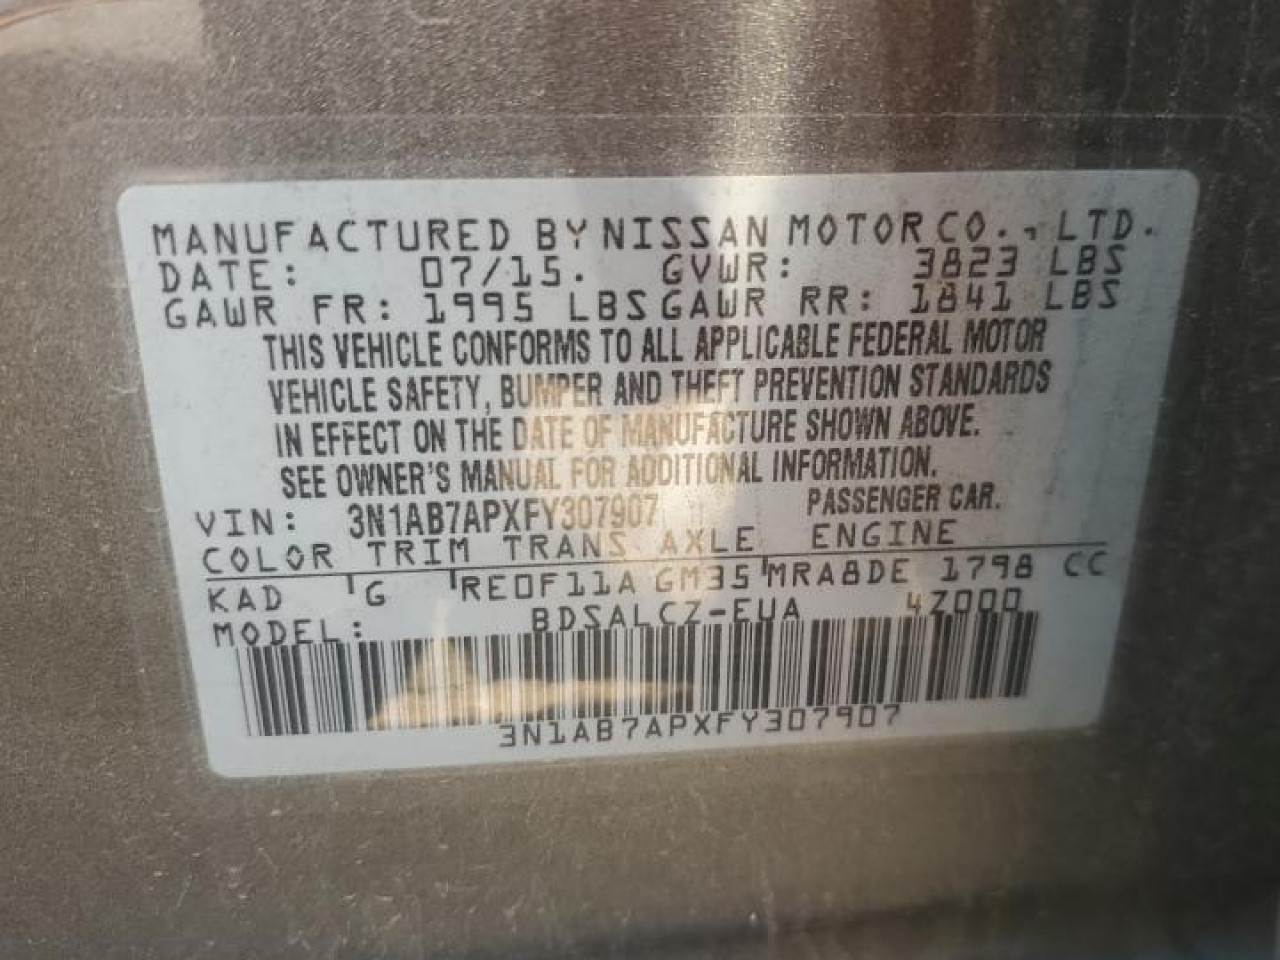 MANUFACTURED BY NISSAN MOTOR CO., LTD.
DATE: 07/15. GVWR: 3823 LBS
GAWR FR: 1995 LBS GAWR RR: 1841 LBS
THIS VEHICLE CONFORMS TO ALL APPLICABLE FEDERAL MOTOR
VEHICLE SAFETY, BUMPER AND THEFT PREVENTION STANDARDS
IN EFFECT ON THE DATE OF MANUFACTURE SHOWN ABOVE.
SEE OWNER'S MANUAL FOR ADDITIONAL INFORMATION.
VIN: 3N1AB7APXFY307907 PASSENGER CAR.
COLOR TRIM TRANS AXLE ENGINE
KAD G RE0F11A GM35 MRA8DE 1798 CC
MODEL: BDSALCZ-EUA 4Z000
3N1AB7APXFY307907